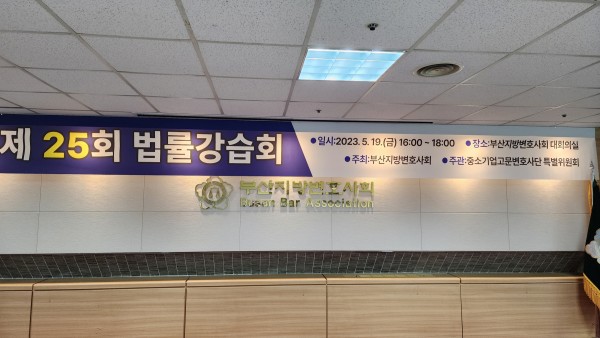 제 25회 법률강습회
●일시:2023. 5. 19.(금) 16:00 ~ 18:00 ●장소:부산지방변호사회 대회의실
●주최:부산지방변호사회 ●주관:중소기업고문변호사단 특별위원회
부산지방변호사회
Busan Bar Association